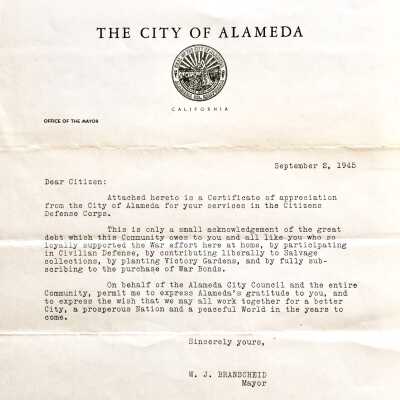 THE CITY OF ALAMEDA
CALIFORNIA
OFFICE OF THE MAYOR
September 2, 1945
Dear Citizen:
Attached hereto is a Certificate of appreciation
from the City of Alameda for your services in the Citizens
Defense Corps.
This is only a small acknowledgement of the great
debt which this Community owes to you and all like you who so
loyally supported the War effort here at home, by participating
in Civilian Defense, by contributing liberally to Salvage
collections, by planting Victory Gardens, and by fully sub-
scribing to the purchase of War Bonds.
On behalf of the Alameda City Council and the entire
Community, permit me to express Alameda's gratitude to you, and
to express the wish that we may all work together for a better
City, a prosperous Nation and a peaceful World in the years to
come.
Sincerely yours,
W. J. BRANSCHEID
Mayor